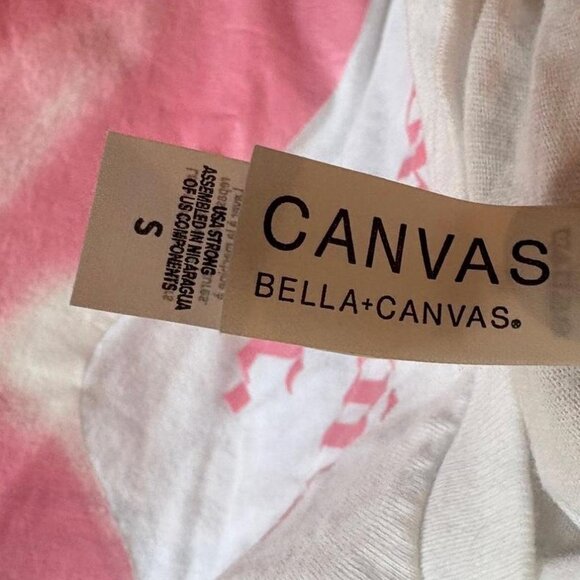 CANVAS
BELLA+CANVAS®
USA STRONG
ASSEMBLED IN NICARAGUA
OF US COMPONENTS
S